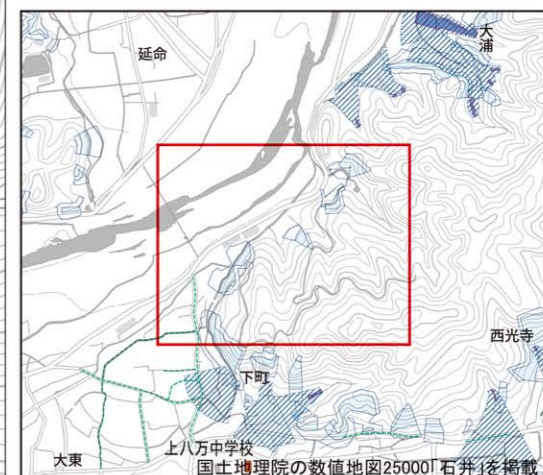 延命
大浦
西光寺
下町
上八万中学校
大東
国土地理院の数値地図25000「石井」を掲載